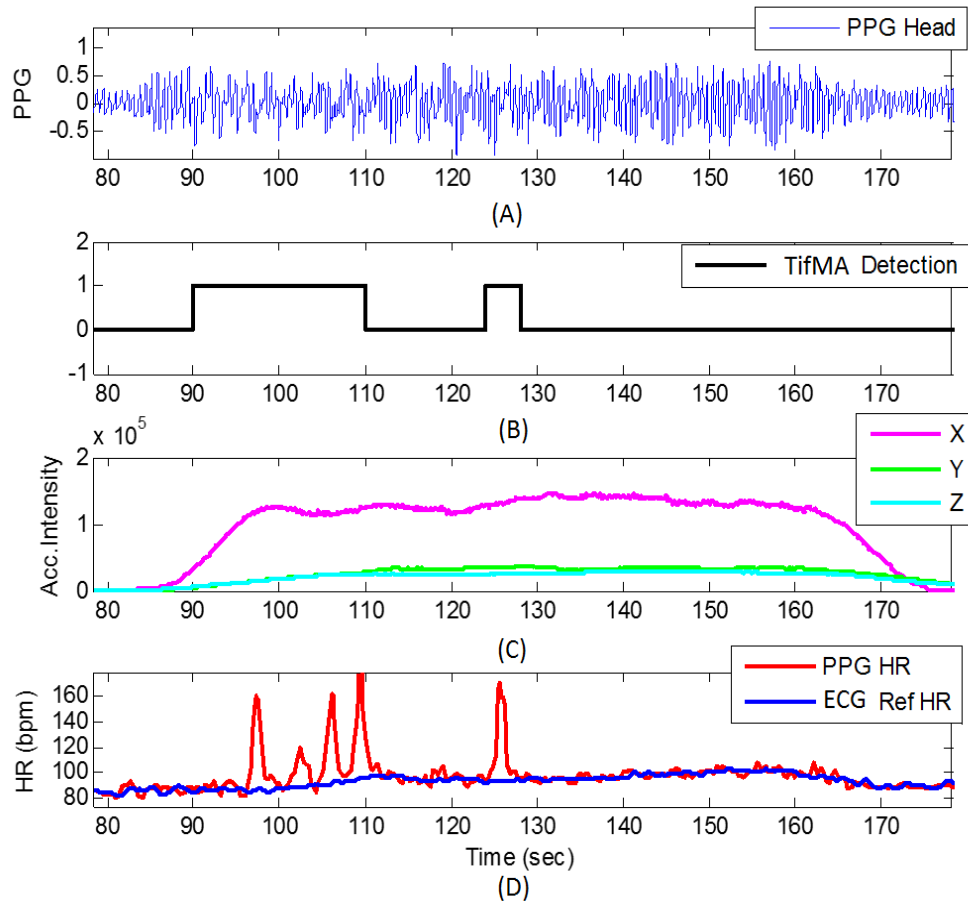 PPG Head
PPG
1
0.5
0
-0.5
80 90 100 110 120 130 140 150 160 170
(A)
TifMA Detection
2
1
0
-1
80 90 100 110 120 130 140 150 160 170
(B)
x 10^5
X
Y
Z
Acc.Intensity
2
1
0
80 90 100 110 120 130 140 150 160 170
(C)
PPG HR
ECG Ref HR
HR (bpm)
160
140
120
100
80
80 90 100 110 120 130 140 150 160 170
Time (sec)
(D)